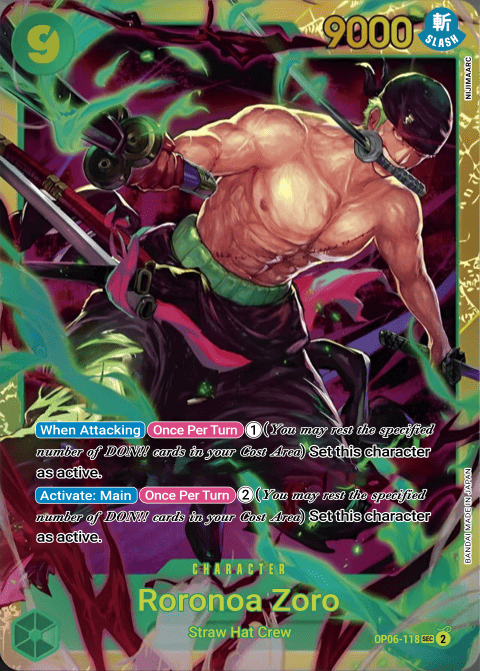 9
9000
斬
SLASH
NIJIMAARC
When Attacking Once Per Turn ① (You may rest the specified
number of DON!! cards in your Cost Area) Set this character
as active.
Activate: Main Once Per Turn ② (You may rest the specified
number of DON!! cards in your Cost Area) Set this character
as active.
BANDAI MADE IN JAPAN
CHARACTER
Roronoa Zoro
Straw Hat Crew
OP06-118 SEC 2